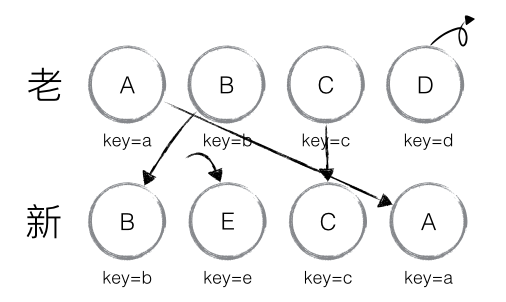 老 A B C D
key=a key=b key=c key=d
新 B E C A
key=b key=e key=c key=a